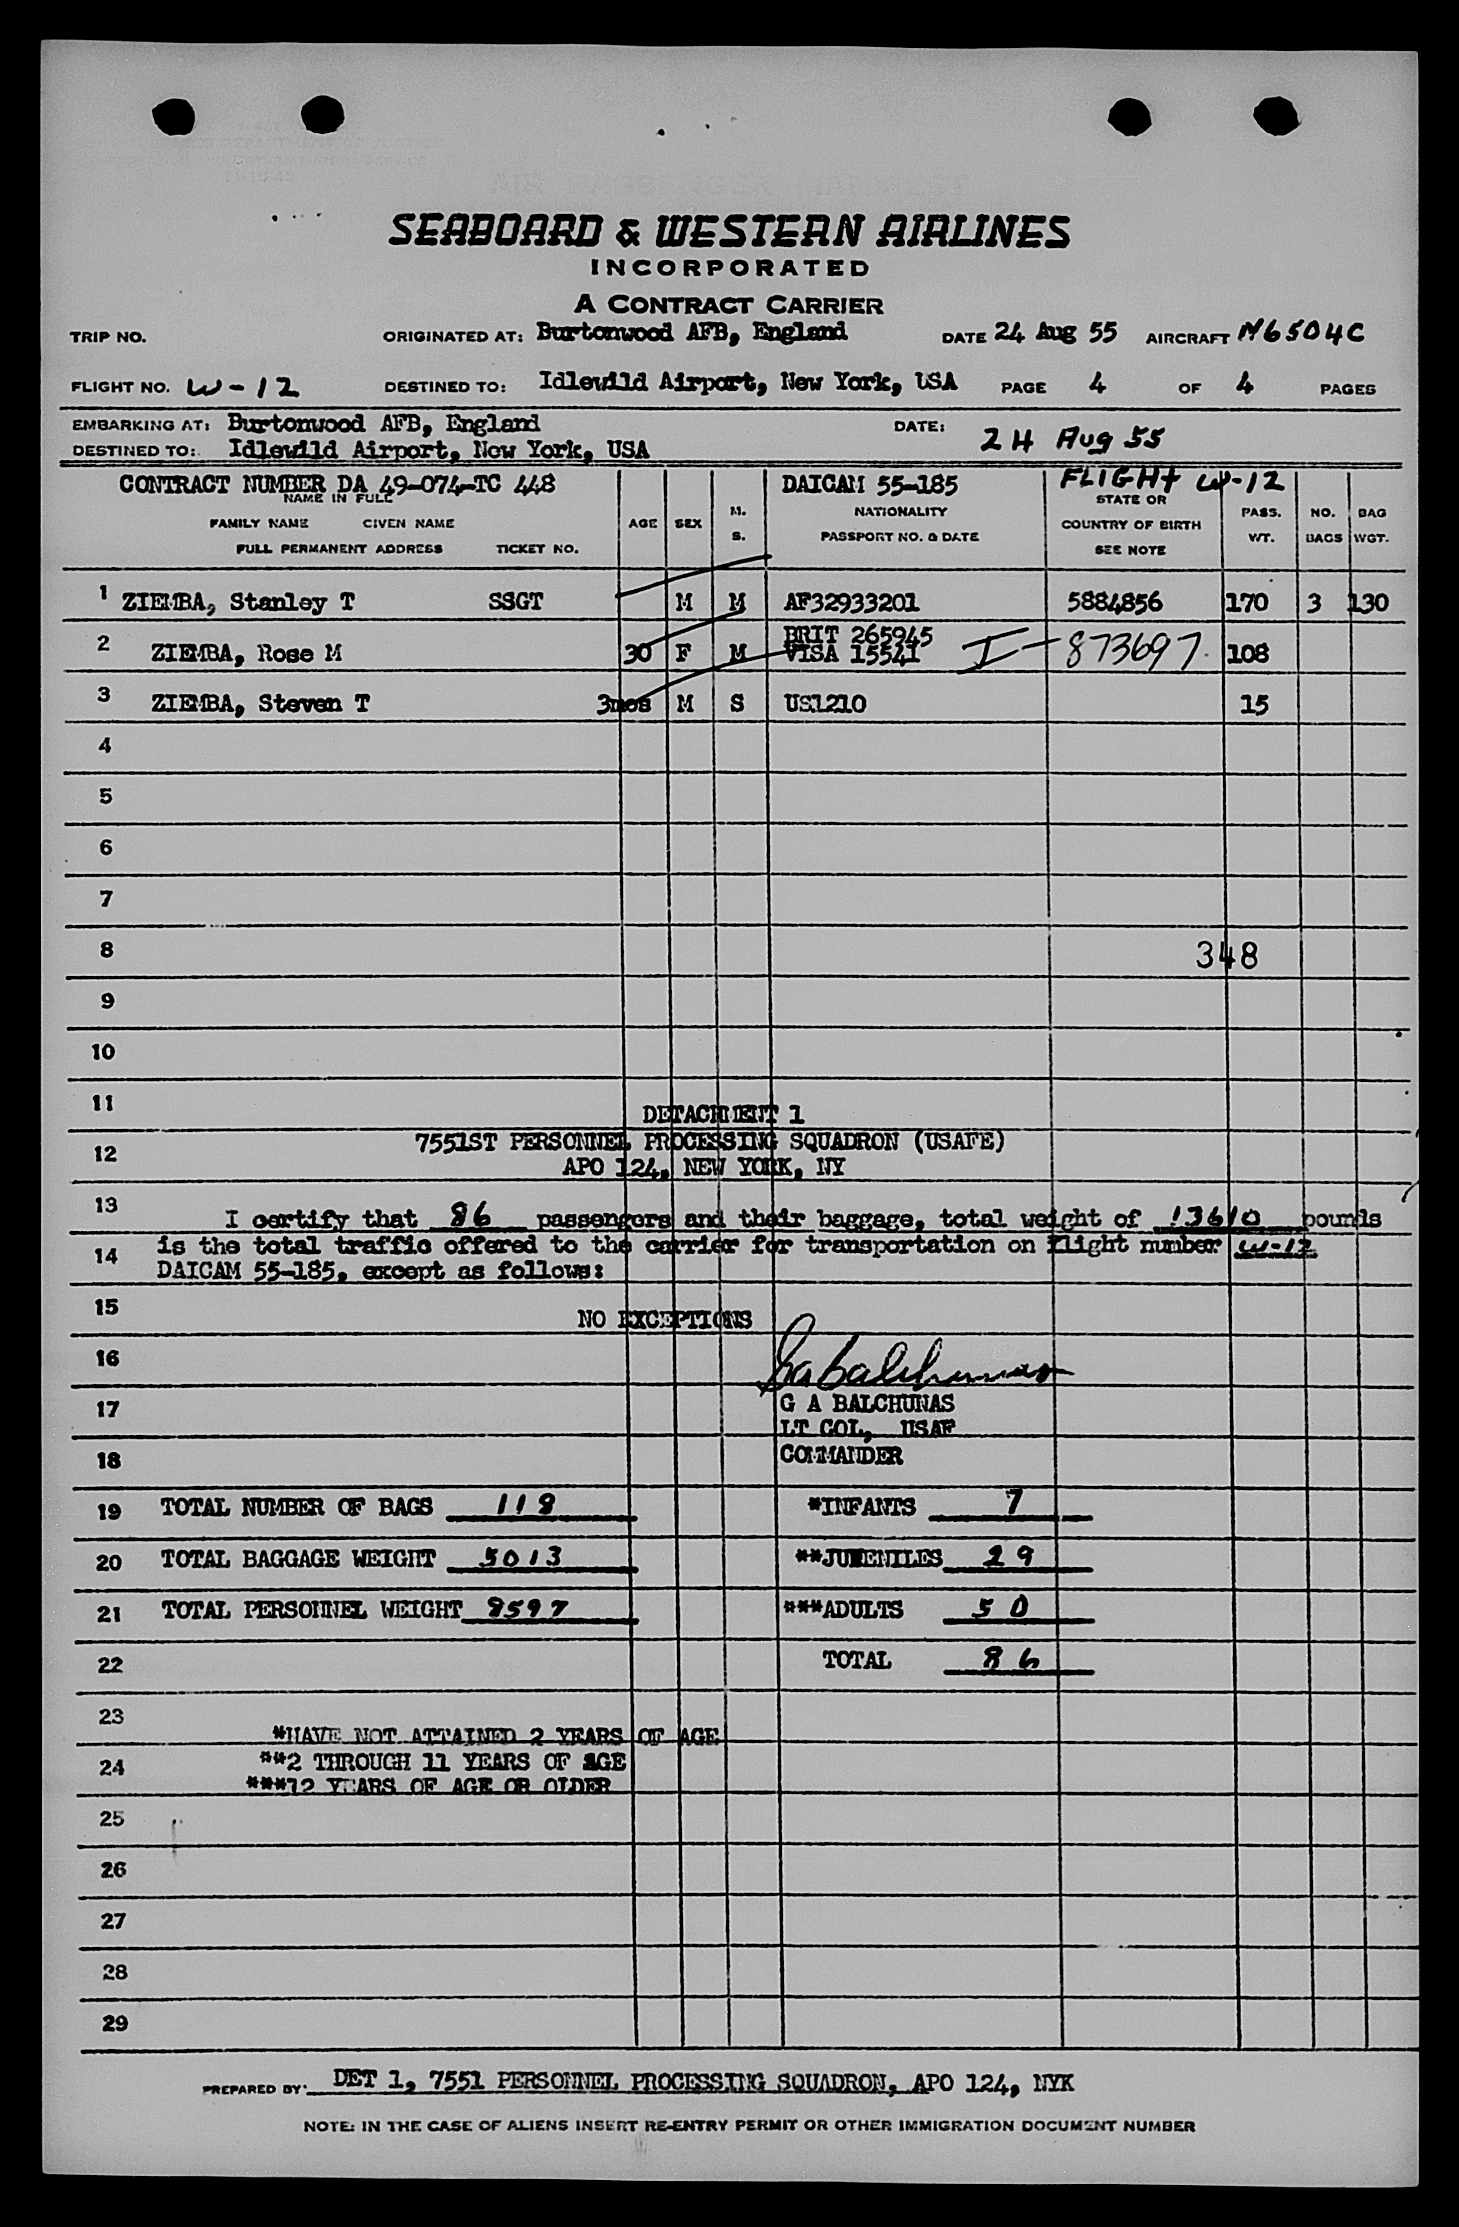 SEABOARD & WESTERN AIRLINES
INCORPORATED
A CONTRACT CARRIER
TRIP NO. ORIGINATED AT: Burtonwood AFB, England DATE 24 Aug 55 AIRCRAFT N6504C
FLIGHT NO. W-12 DESTINED TO: Idlewild Airport, New York, USA PAGE 4 OF 4 PAGES
EMBARKING AT: Burtonwood AFB, England DATE: 24 Aug 55
DESTINED TO: Idlewild Airport, New York, USA
CONTRACT NUMBER DA 49-074-TC 448 DAICAM 55-185 FLIGHT W-12
NAME IN FULL
FAMILY NAME GIVEN NAME
FULL PERMANENT ADDRESS TICKET NO.
AGE SEX M. S. NATIONALITY PASSPORT NO. & DATE STATE OR COUNTRY OF BIRTH SEE NOTE PASS. WT. NO. BAGS BAG WGT.
1 ZIEMBA, Stanley T SSGT M M AF32933201 5884856 170 3 130
2 ZIEMBA, Rose M 30 F M BRIT 265945 VISA 15541 I-873697 108
3 ZIEMBA, Steven T 3mos M S US1210 15
4
5
6
7
8 348
9
10
11 DETACHMENT 1
12 7551ST PERSONNEL PROCESSING SQUADRON (USAFE)
APO 124, NEW YORK, NY
13 I certify that 86 passengers and their baggage, total weight of 13610 pounds
14 is the total traffic offered to the carrier for transportation on flight number W-12
DAICAM 55-185, except as follows:
15 NO EXCEPTIONS
16 GABalchunas
17 G A BALCHUNAS
LT COL, USAF
18 COMMANDER
19 TOTAL NUMBER OF BAGS 118 *INFANTS 7
20 TOTAL BAGGAGE WEIGHT 5013 **JUVENILES 29
21 TOTAL PERSONNEL WEIGHT 8597 ***ADULTS 50
22 TOTAL 86
23 *HAVE NOT ATTAINED 2 YEARS OF AGE
24 **2 THROUGH 11 YEARS OF AGE
***12 YEARS OF AGE OR OLDER
25
26
27
28
29
PREPARED BY: DET 1, 7551 PERSONNEL PROCESSING SQUADRON, APO 124, NYK
NOTE: IN THE CASE OF ALIENS INSERT RE-ENTRY PERMIT OR OTHER IMMIGRATION DOCUMENT NUMBER